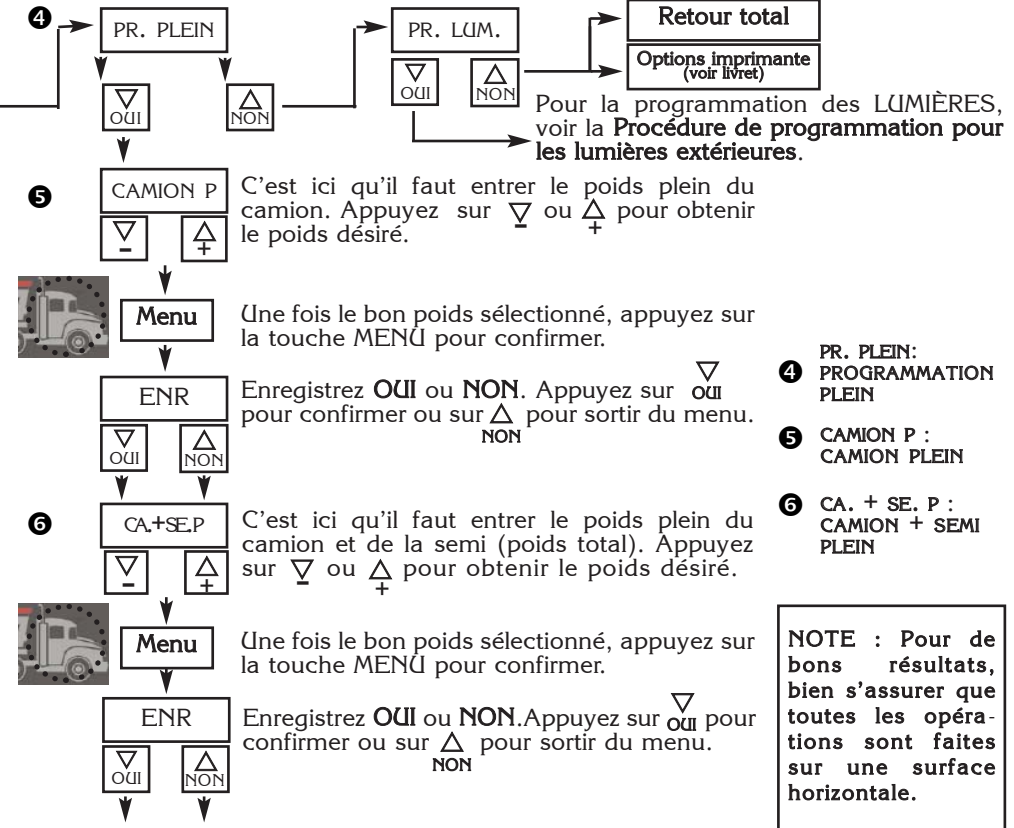 ❹
PR. PLEIN
PR. LUM.
Retour total
Options imprimante
(voir livret)
OUI
NON
OUI
NON
Pour la programmation des LUMIÈRES,
voir la Procédure de programmation pour
les lumières extérieures.
❺
CAMION P
- +
C'est ici qu'il faut entrer le poids plein du
camion. Appuyez sur ▽ - ou △ + pour obtenir
le poids désiré.
Menu
Une fois le bon poids sélectionné, appuyez sur
la touche MENU pour confirmer.
ENR
OUI
NON
Enregistrez OUI ou NON. Appuyez sur ▽ OUI
pour confirmer ou sur △ NON pour sortir du menu.
❻
CA.+SE.P
- +
C'est ici qu'il faut entrer le poids plein du
camion et de la semi (poids total). Appuyez
sur ▽ - ou △ + pour obtenir le poids désiré.
Menu
Une fois le bon poids sélectionné, appuyez sur
la touche MENU pour confirmer.
ENR
OUI
NON
Enregistrez OUI ou NON.Appuyez sur ▽ OUI pour
confirmer ou sur △ NON pour sortir du menu.
❹ PR. PLEIN:
PROGRAMMATION
PLEIN
❺ CAMION P :
CAMION PLEIN
❻ CA. + SE. P :
CAMION + SEMI
PLEIN
NOTE : Pour de
bons résultats,
bien s'assurer que
toutes les opéra-
tions sont faites
sur une surface
horizontale.